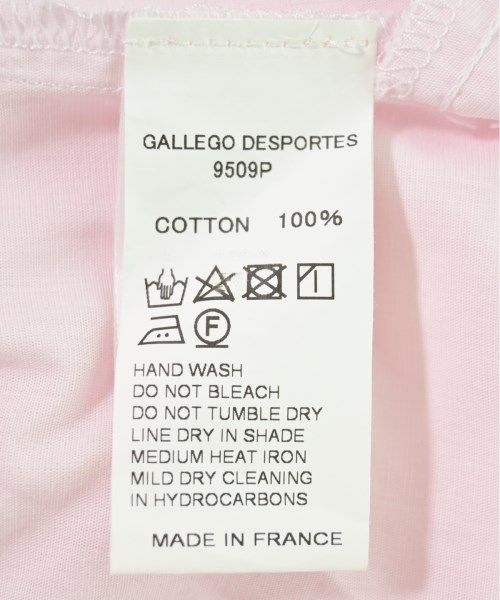 GALLEGO DESPORTES
9509P
COTTON 100%
F
HAND WASH
DO NOT BLEACH
DO NOT TUMBLE DRY
LINE DRY IN SHADE
MEDIUM HEAT IRON
MILD DRY CLEANING
IN HYDROCARBONS
MADE IN FRANCE